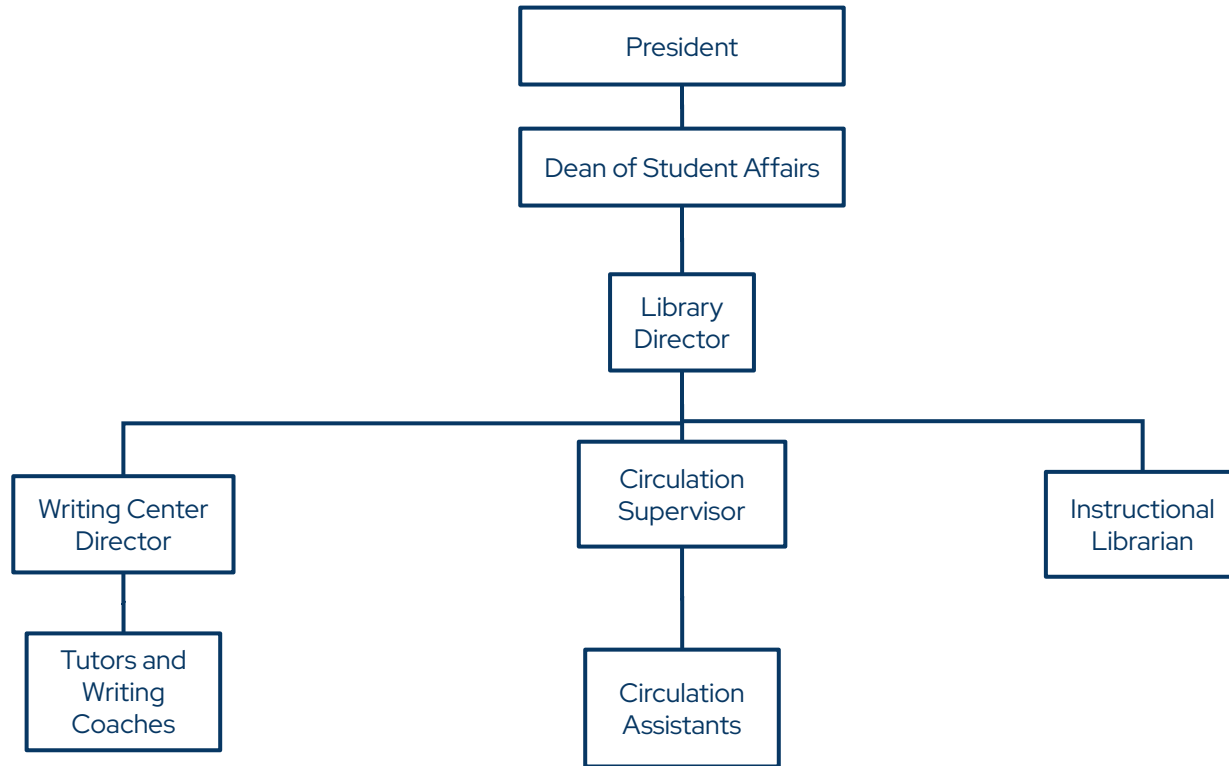 President
Dean of Student Affairs
Library
Director
Writing Center
Director
Circulation
Supervisor
Instructional
Librarian
Tutors and
Writing
Coaches
Circulation
Assistants